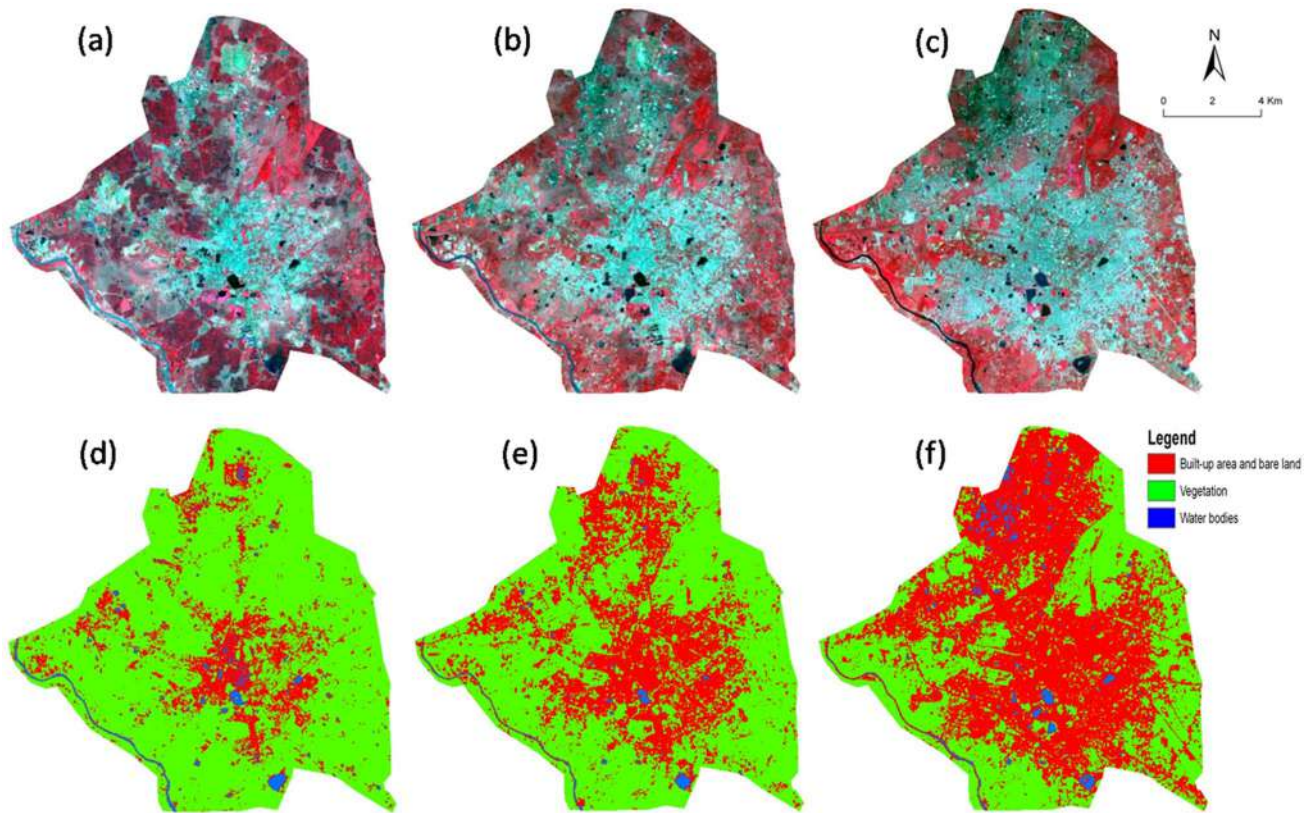 (a)
(b)
(c)
N
0 2 4 Km
(d)
(e)
(f)
Legend
Built-up area and bare land
Vegetation
Water bodies